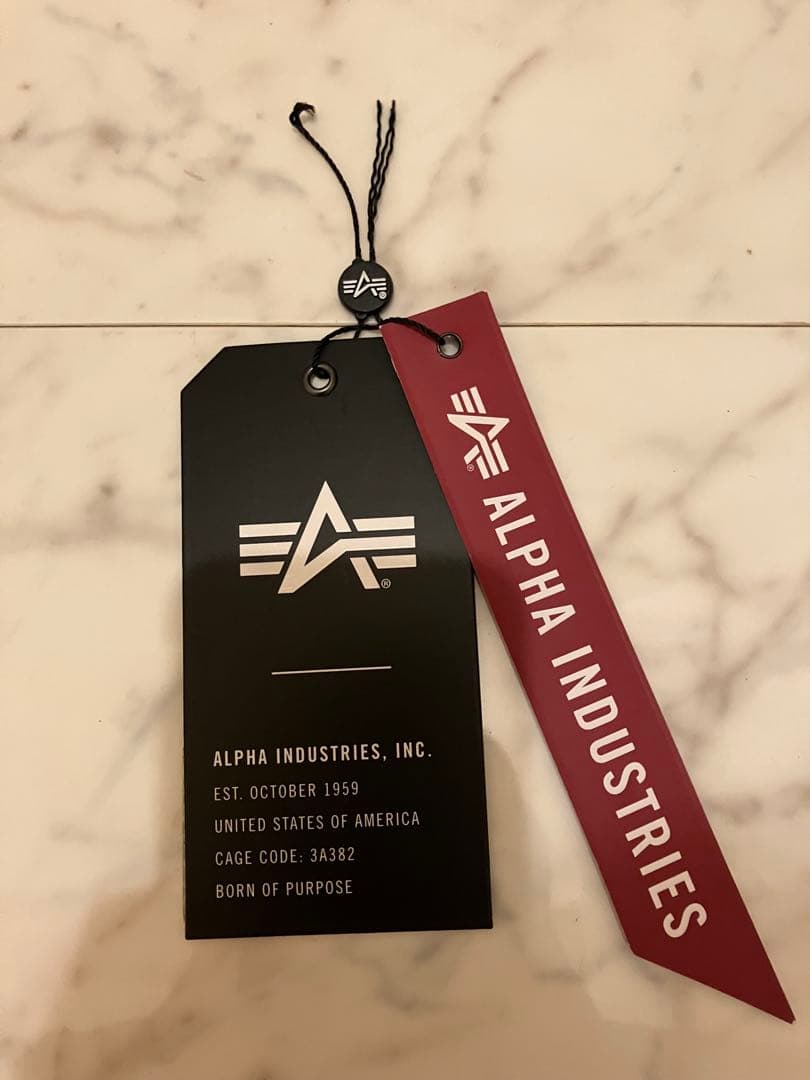 ALPHA INDUSTRIES, INC.
EST. OCTOBER 1959
UNITED STATES OF AMERICA
CAGE CODE: 3A382
BORN OF PURPOSE
ALPHA INDUSTRIES